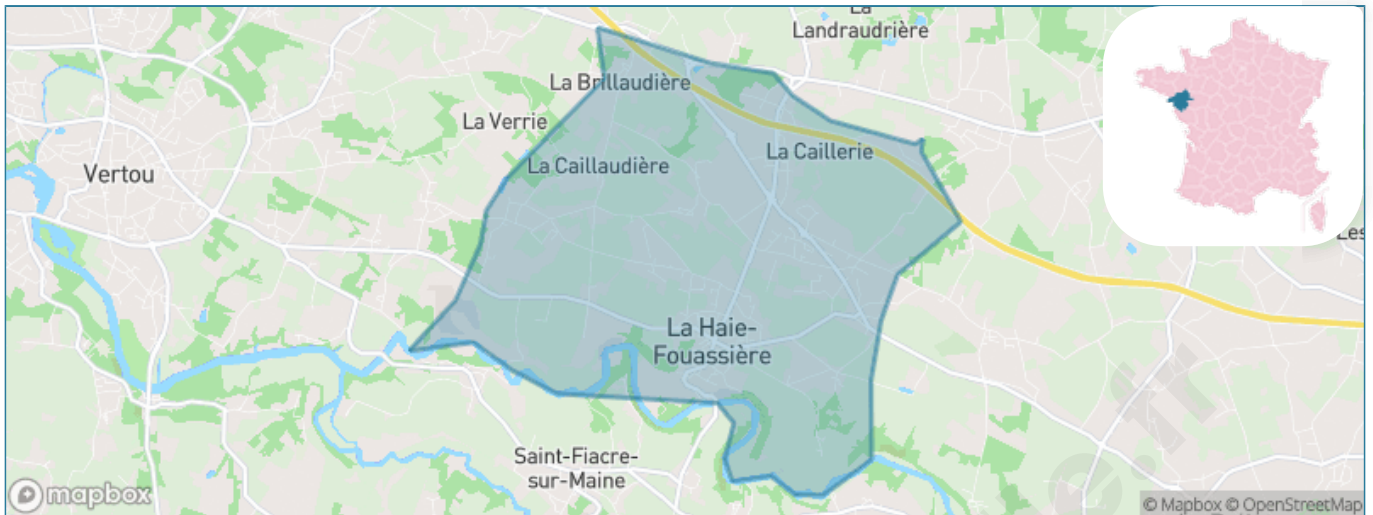 La
Landraudrière
La Brillaudière
La Verrie
La Caillerie
La Caillaudière
Vertou
Les
La Haie-
Fouassière
Saint-Fiacre-
sur-Maine
mapbox
© Mapbox © OpenStreetMap